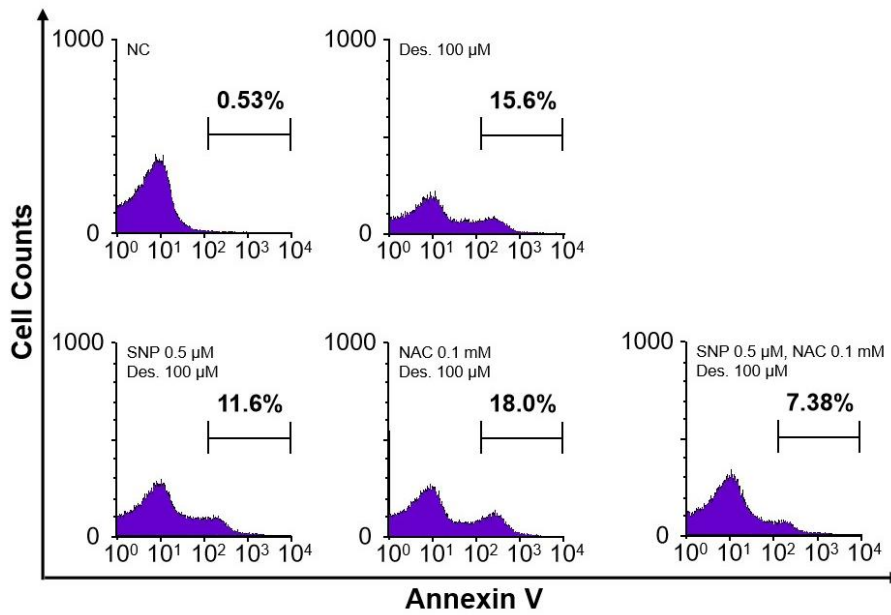 Cell Counts
1000
NC
0.53%
0
10⁰ 10¹ 10² 10³ 10⁴
1000
Des. 100 µM
15.6%
0
10⁰ 10¹ 10² 10³ 10⁴
1000
SNP 0.5 µM
Des. 100 µM
11.6%
0
10⁰ 10¹ 10² 10³ 10⁴
1000
NAC 0.1 mM
Des. 100 µM
18.0%
0
10⁰ 10¹ 10² 10³ 10⁴
1000
SNP 0.5 µM, NAC 0.1 mM
Des. 100 µM
7.38%
0
10⁰ 10¹ 10² 10³ 10⁴
Annexin V